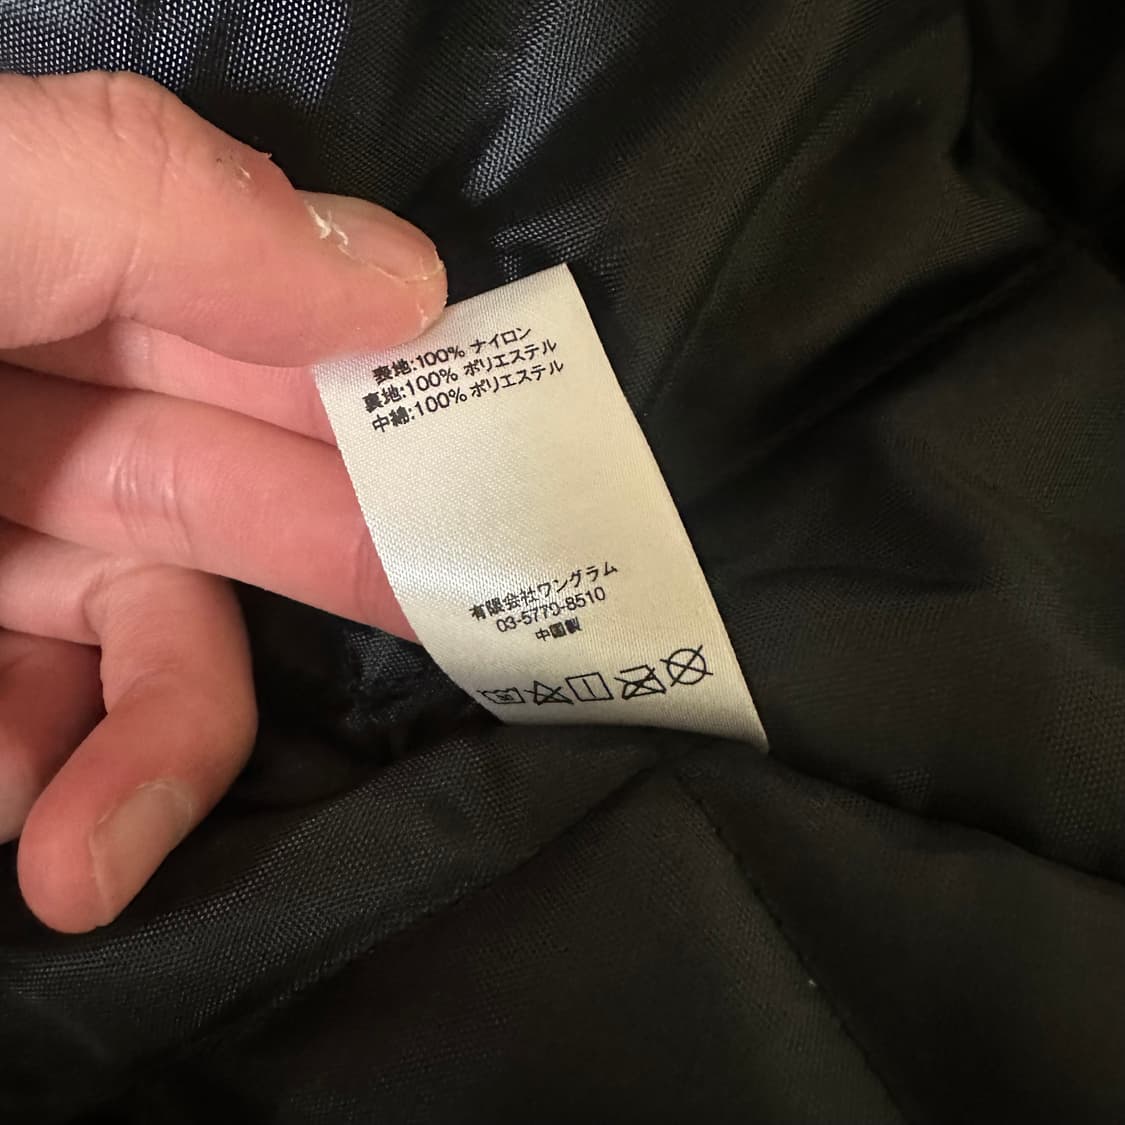 表地:100% ナイロン
裏地:100% ポリエステル
中綿:100% ポリエステル
有限会社ワングラム
03-5770-8510
中国製